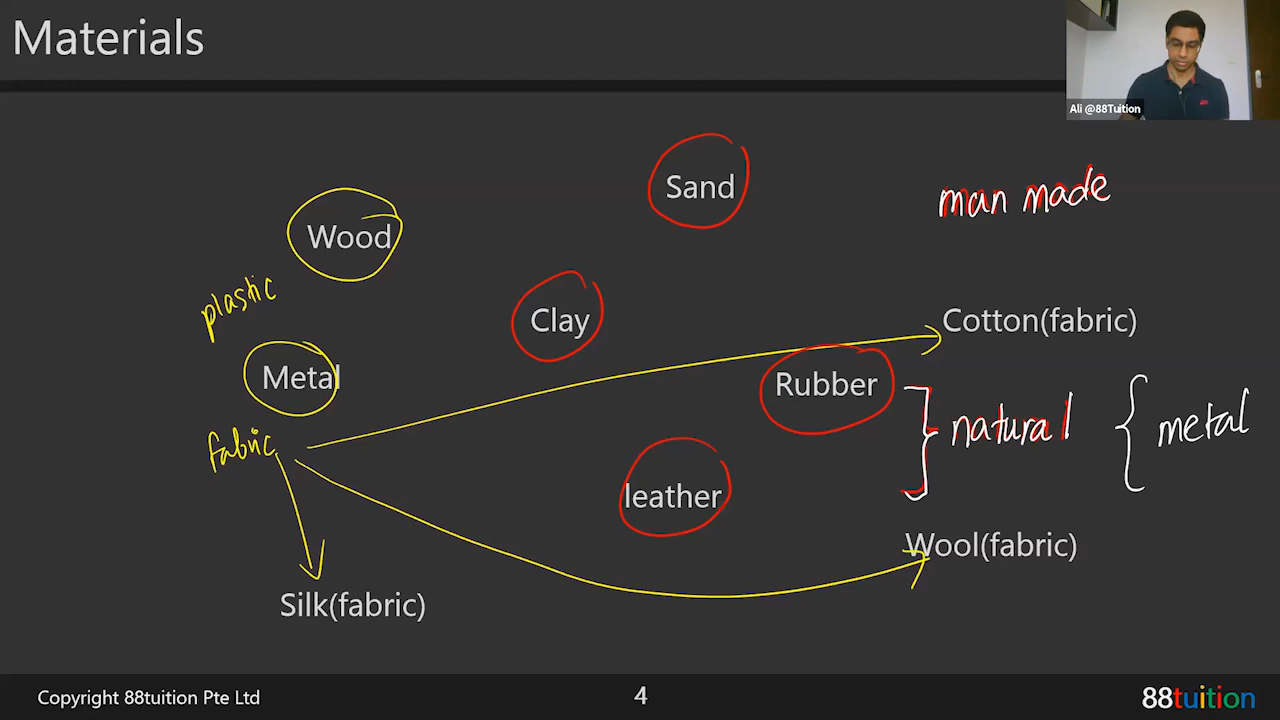 Materials
Ali @88Tuition
Sand
man made
Wood
plastic
Clay
Cotton(fabric)
Metal
Rubber
natural
metal
fabric
leather
Wool(fabric)
Silk(fabric)
Copyright 88tuition Pte Ltd
4
88tuition